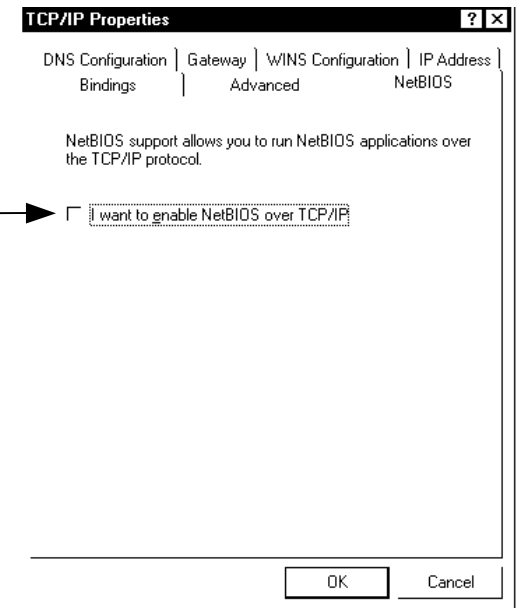 TCP/IP Properties
? X
DNS Configuration Gateway WINS Configuration IP Address
Bindings Advanced NetBIOS
NetBIOS support allows you to run NetBIOS applications over
the TCP/IP protocol.
I want to enable NetBIOS over TCP/IP
OK Cancel